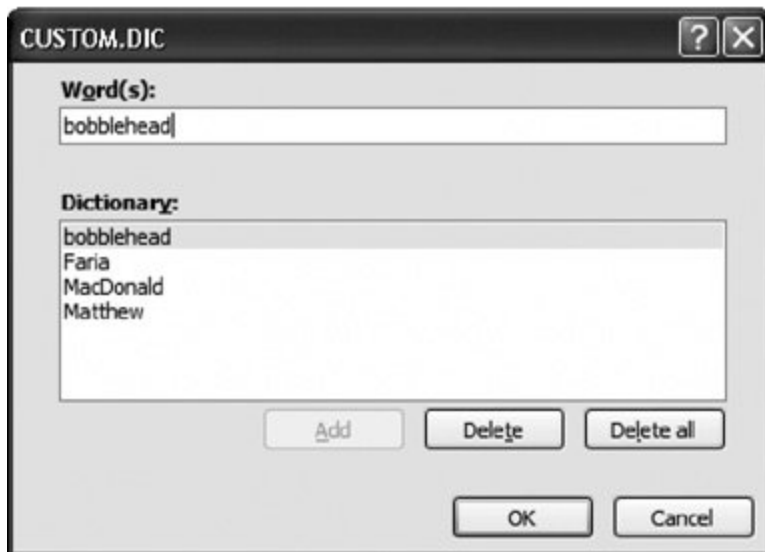 CUSTOM.DIC
Word(s):
bobblehead
Dictionary:
bobblehead
Faria
MacDonald
Matthew
Add Delete Delete all
OK Cancel